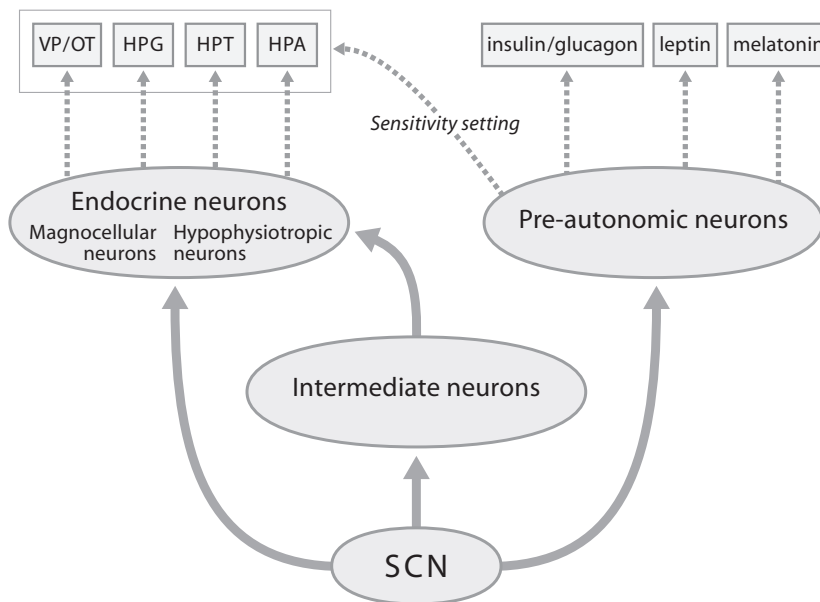 VP/OT HPG HPT HPA
insulin/glucagon leptin melatonin
Sensitivity setting
Endocrine neurons
Magnocellular neurons
Hypophysiotropic neurons
Pre-autonomic neurons
Intermediate neurons
SCN